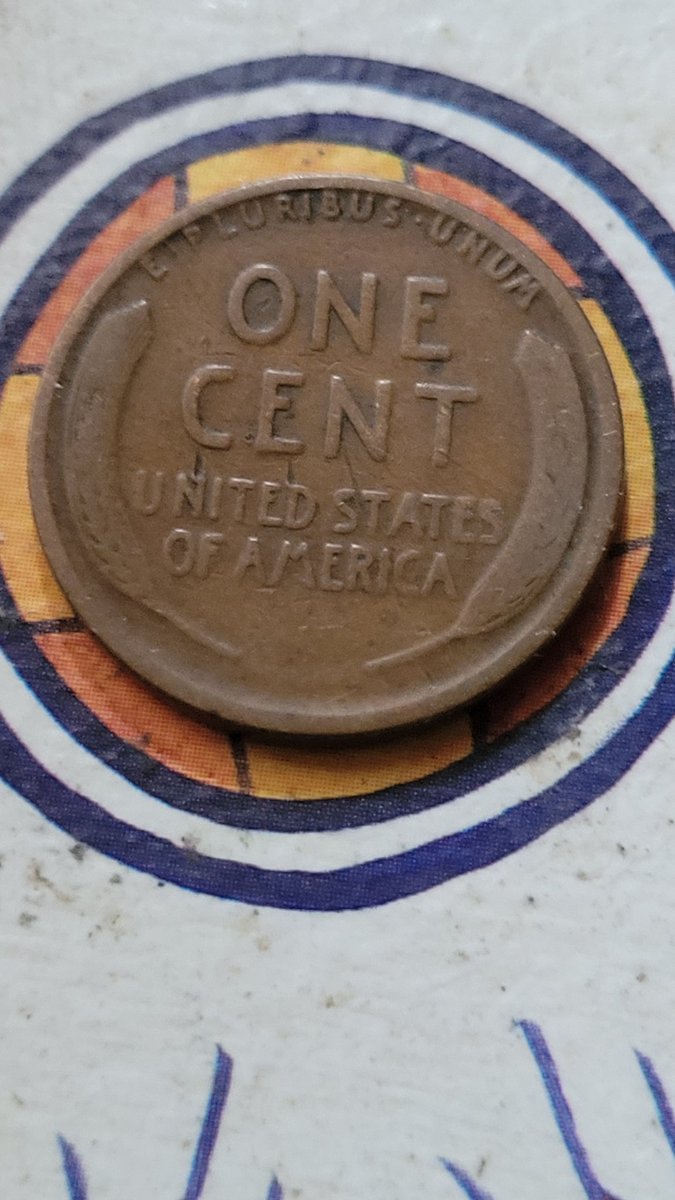 E PLURIBUS · UNUM
ONE
CENT
UNITED STATES
OF AMERICA